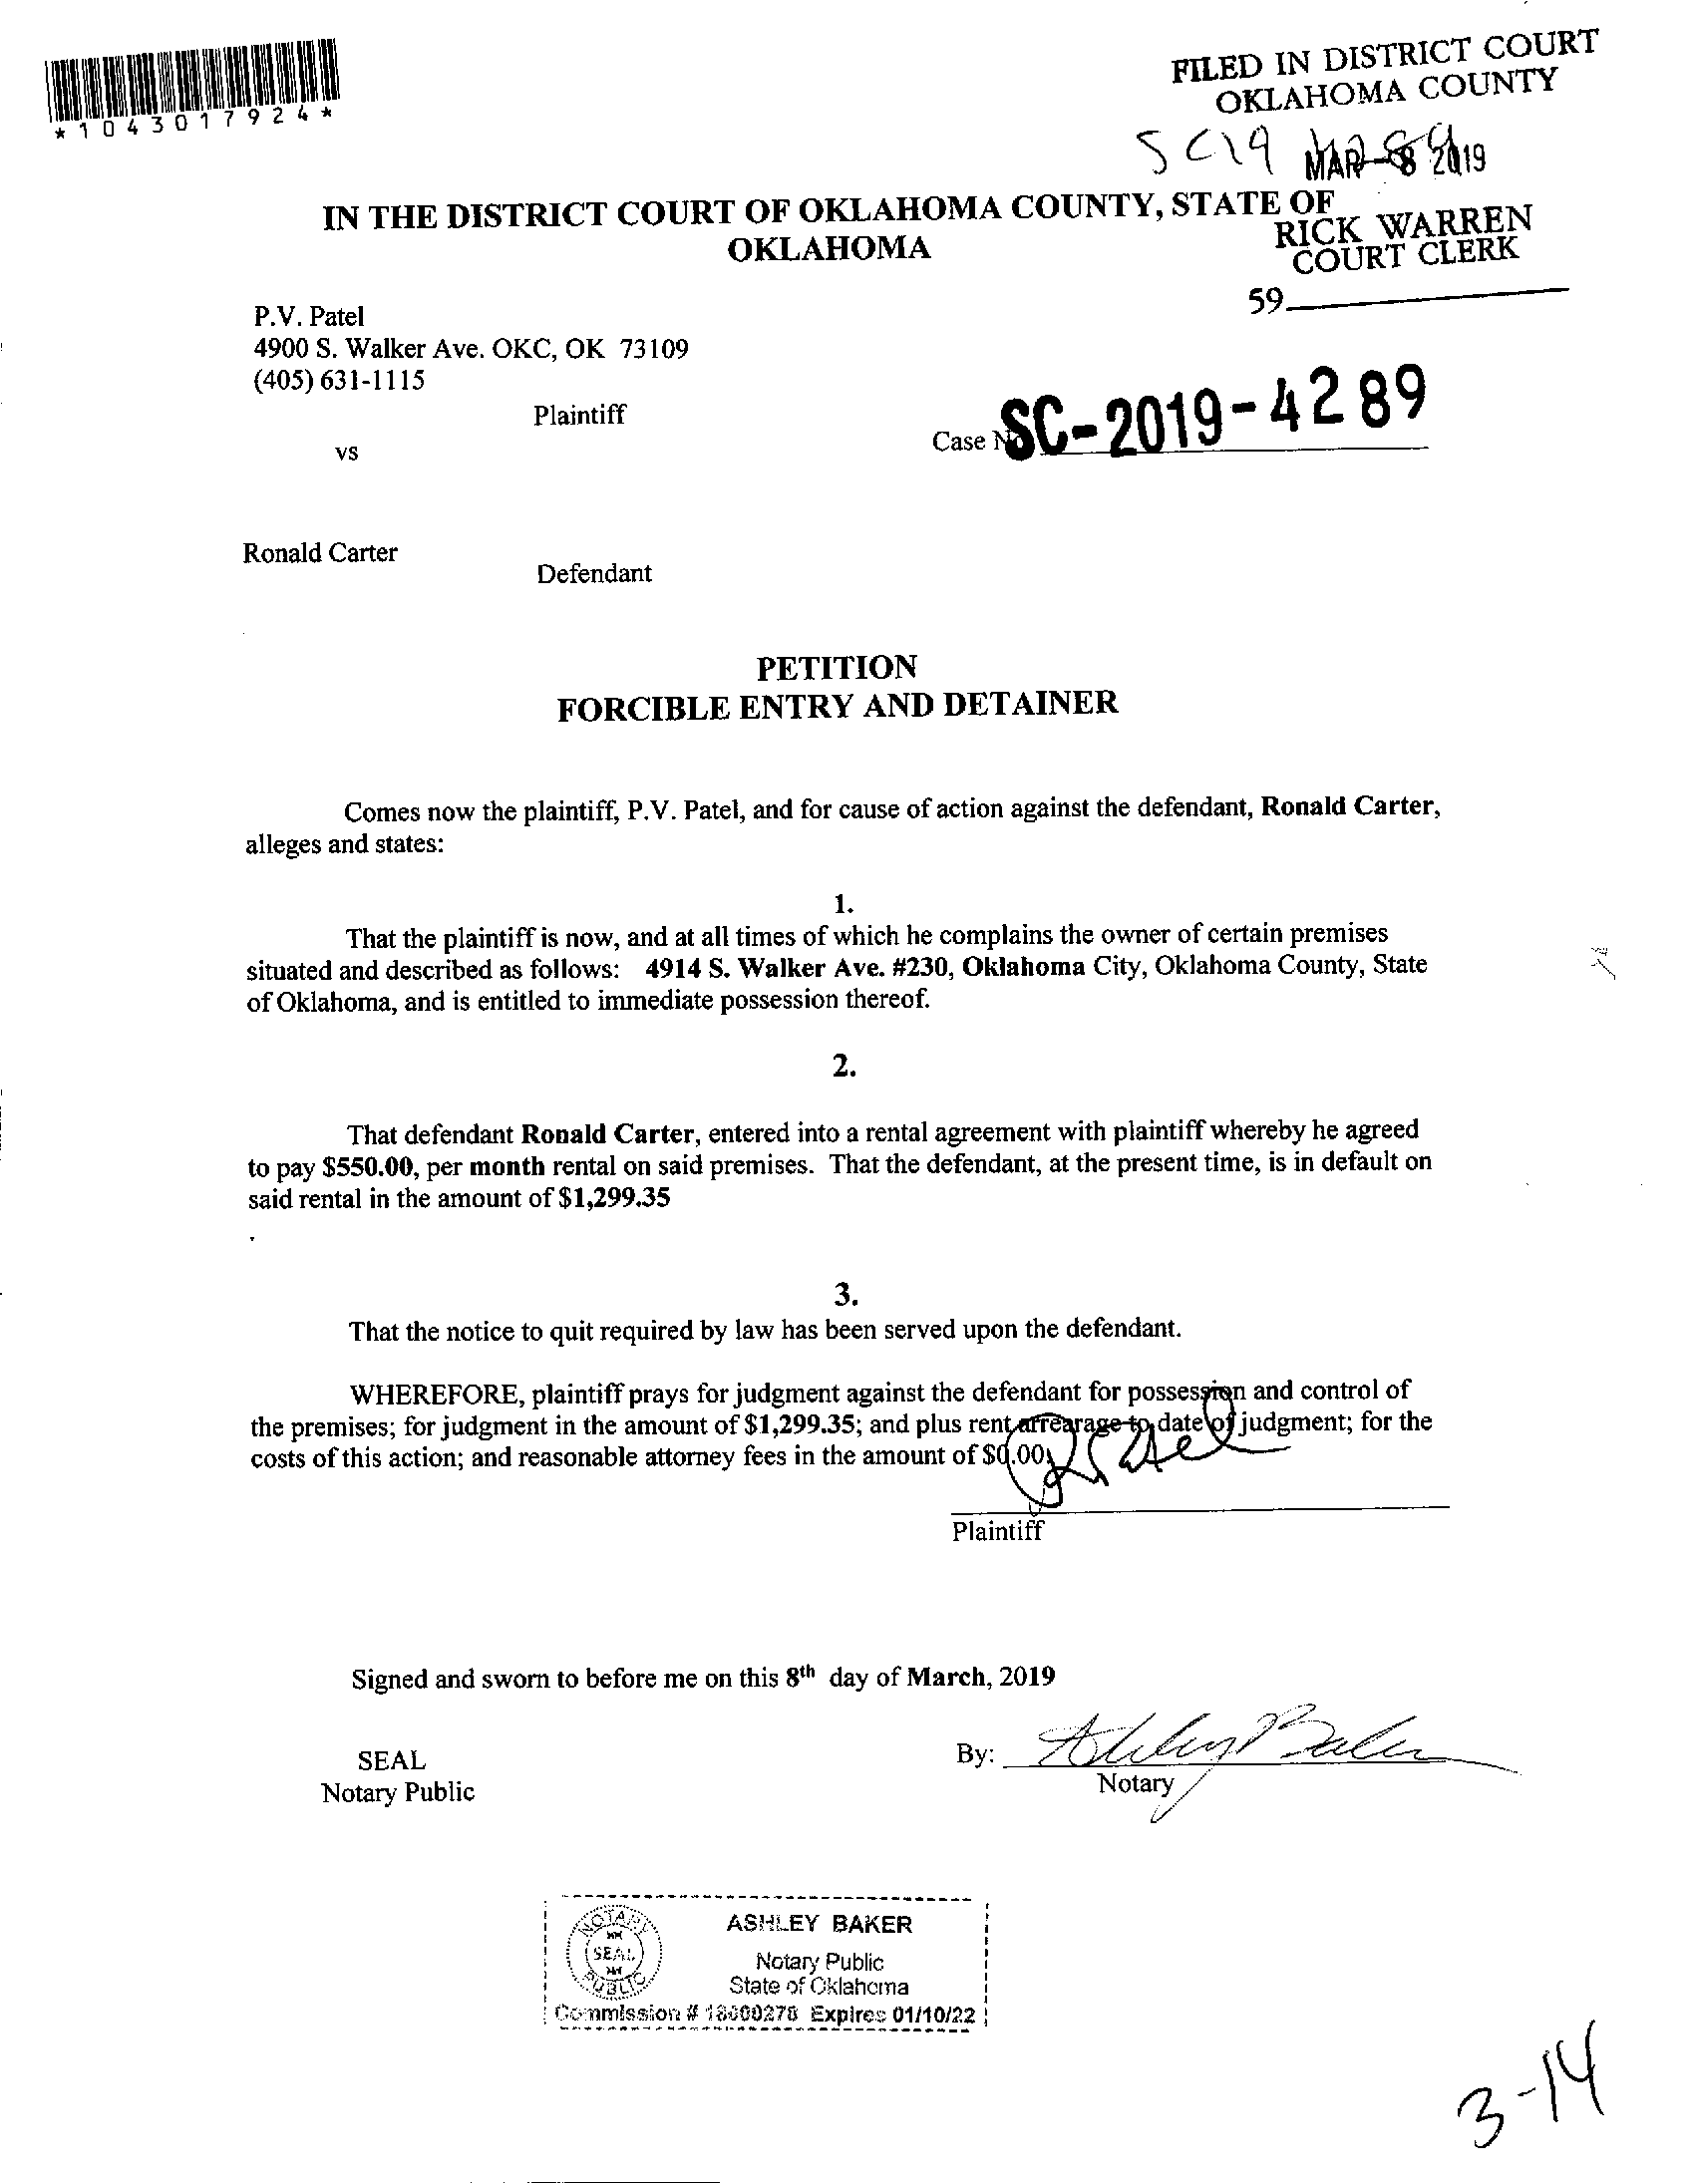 FILED IN DISTRICT COURT
OKLAHOMA COUNTY
*1043017924*
SC19
MAR - 8 2019
IN THE DISTRICT COURT OF OKLAHOMA COUNTY, STATE OF
OKLAHOMA
RICK WARREN
COURT CLERK
59
P.V. Patel
4900 S. Walker Ave. OKC, OK 73109
(405) 631-1115
Plaintiff
vs
Case No SC-2019-4289
Ronald Carter
Defendant
PETITION
FORCIBLE ENTRY AND DETAINER
Comes now the plaintiff, P.V. Patel, and for cause of action against the defendant, Ronald Carter,
alleges and states:
1.
That the plaintiff is now, and at all times of which he complains the owner of certain premises
situated and described as follows: 4914 S. Walker Ave. #230, Oklahoma City, Oklahoma County, State
of Oklahoma, and is entitled to immediate possession thereof.
2.
That defendant Ronald Carter, entered into a rental agreement with plaintiff whereby he agreed
to pay $550.00, per month rental on said premises. That the defendant, at the present time, is in default on
said rental in the amount of $1,299.35
.
3.
That the notice to quit required by law has been served upon the defendant.
WHEREFORE, plaintiff prays for judgment against the defendant for possession and control of
the premises; for judgment in the amount of $1,299.35; and plus rent arrearage to date of judgment; for the
costs of this action; and reasonable attorney fees in the amount of $0.00.
Plaintiff
Signed and sworn to before me on this 8th day of March, 2019
By: Ashley Baker
SEAL
Notary
Notary Public
NOTARY
SEAL
PUBLIC
ASHLEY BAKER
Notary Public
State of Oklahoma
Commission # 18000278 Expires 01/10/22
3-14